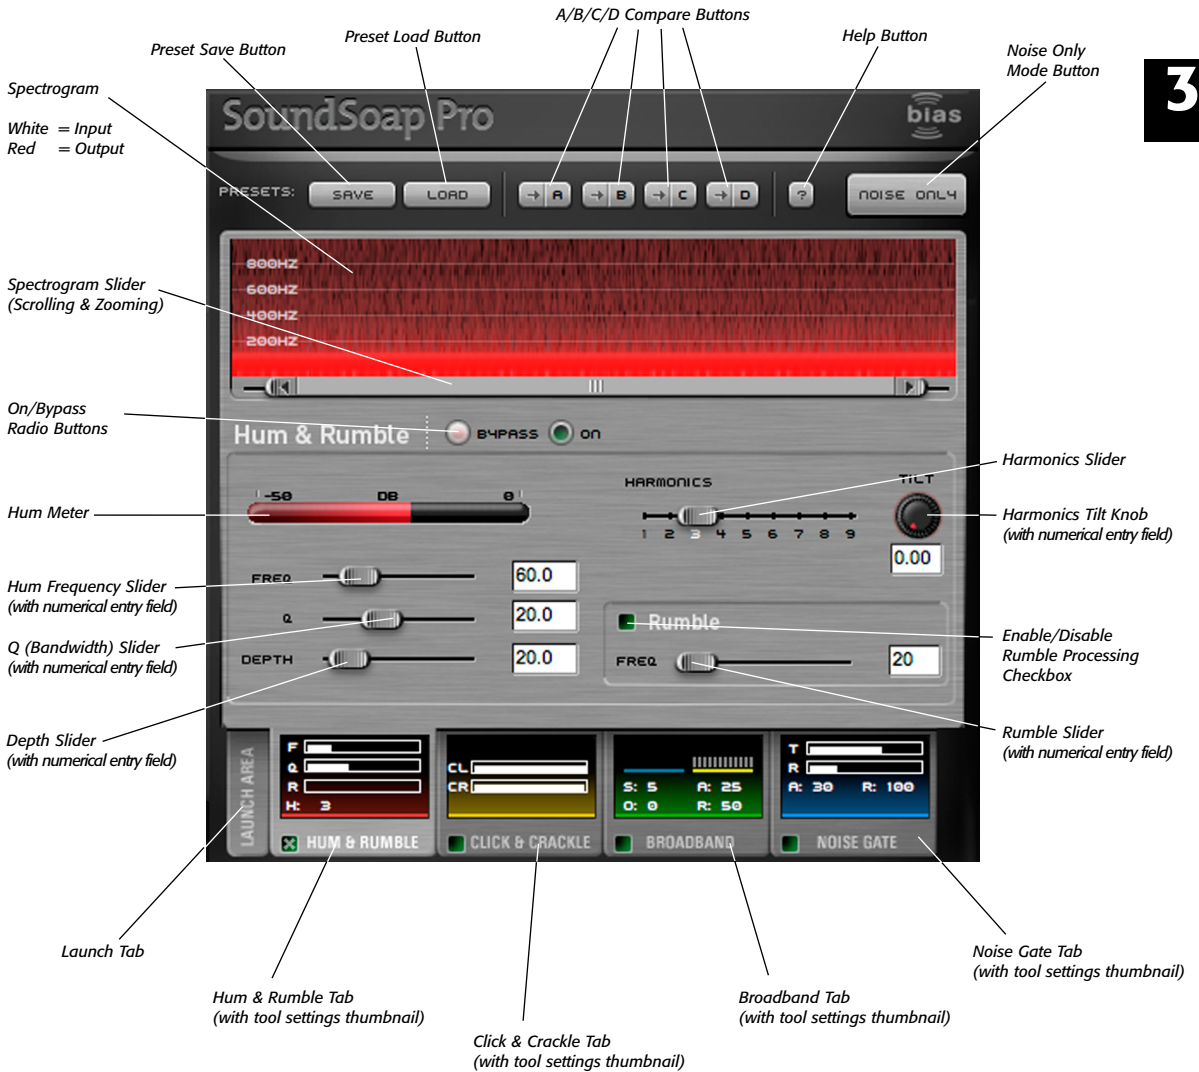 A/B/C/D Compare Buttons
Preset Save Button
Preset Load Button
Help Button
Noise Only
Mode Button
3
Spectrogram
White = Input
Red = Output
SoundSoap Pro
bias
PRESETS:
SAVE
LOAD
→ A
→ B
→ C
→ D
?
NOISE ONLY
800HZ
600HZ
400HZ
200HZ
Spectrogram Slider
(Scrolling & Zooming)
On/Bypass
Radio Buttons
Hum & Rumble
BYPASS
ON
Harmonics Slider
HARMONICS
TILT
-50 DB 0
Hum Meter
1 2 3 4 5 6 7 8 9
Harmonics Tilt Knob
(with numerical entry field)
0.00
Hum Frequency Slider
(with numerical entry field)
FREQ
60.0
Q
20.0
Q (Bandwidth) Slider
(with numerical entry field)
DEPTH
20.0
Rumble
FREQ
20
Enable/Disable
Rumble Processing
Checkbox
Depth Slider
(with numerical entry field)
Rumble Slider
(with numerical entry field)
LAUNCH AREA
F
Q
R
H: 3
HUM & RUMBLE
CL
CR
CLICK & CRACKLE
S: 5 A: 25
O: 0 R: 50
BROADBAND
T
R
A: 30 R: 100
NOISE GATE
Launch Tab
Hum & Rumble Tab
(with tool settings thumbnail)
Click & Crackle Tab
(with tool settings thumbnail)
Broadband Tab
(with tool settings thumbnail)
Noise Gate Tab
(with tool settings thumbnail)